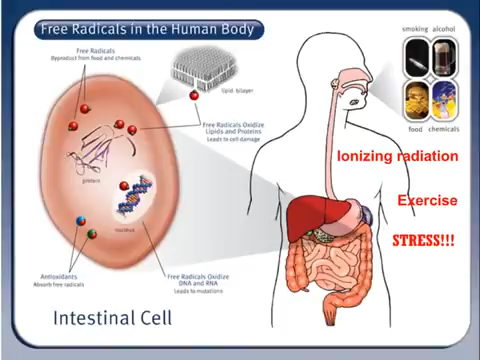 Free Radicals in the Human Body
Free Radicals
Byproduct from food and chemicals
lipid bilayer
smoking alcohol
food chemicals
Free Radicals Oxidize
Lipids and Proteins
Leads to cell damage
protein
Ionizing radiation
Exercise
STRESS!!!
nucleus
Antioxidants
Absorb free radicals
Free Radicals Oxidize
DNA and RNA
Leads to mutations
Intestinal Cell